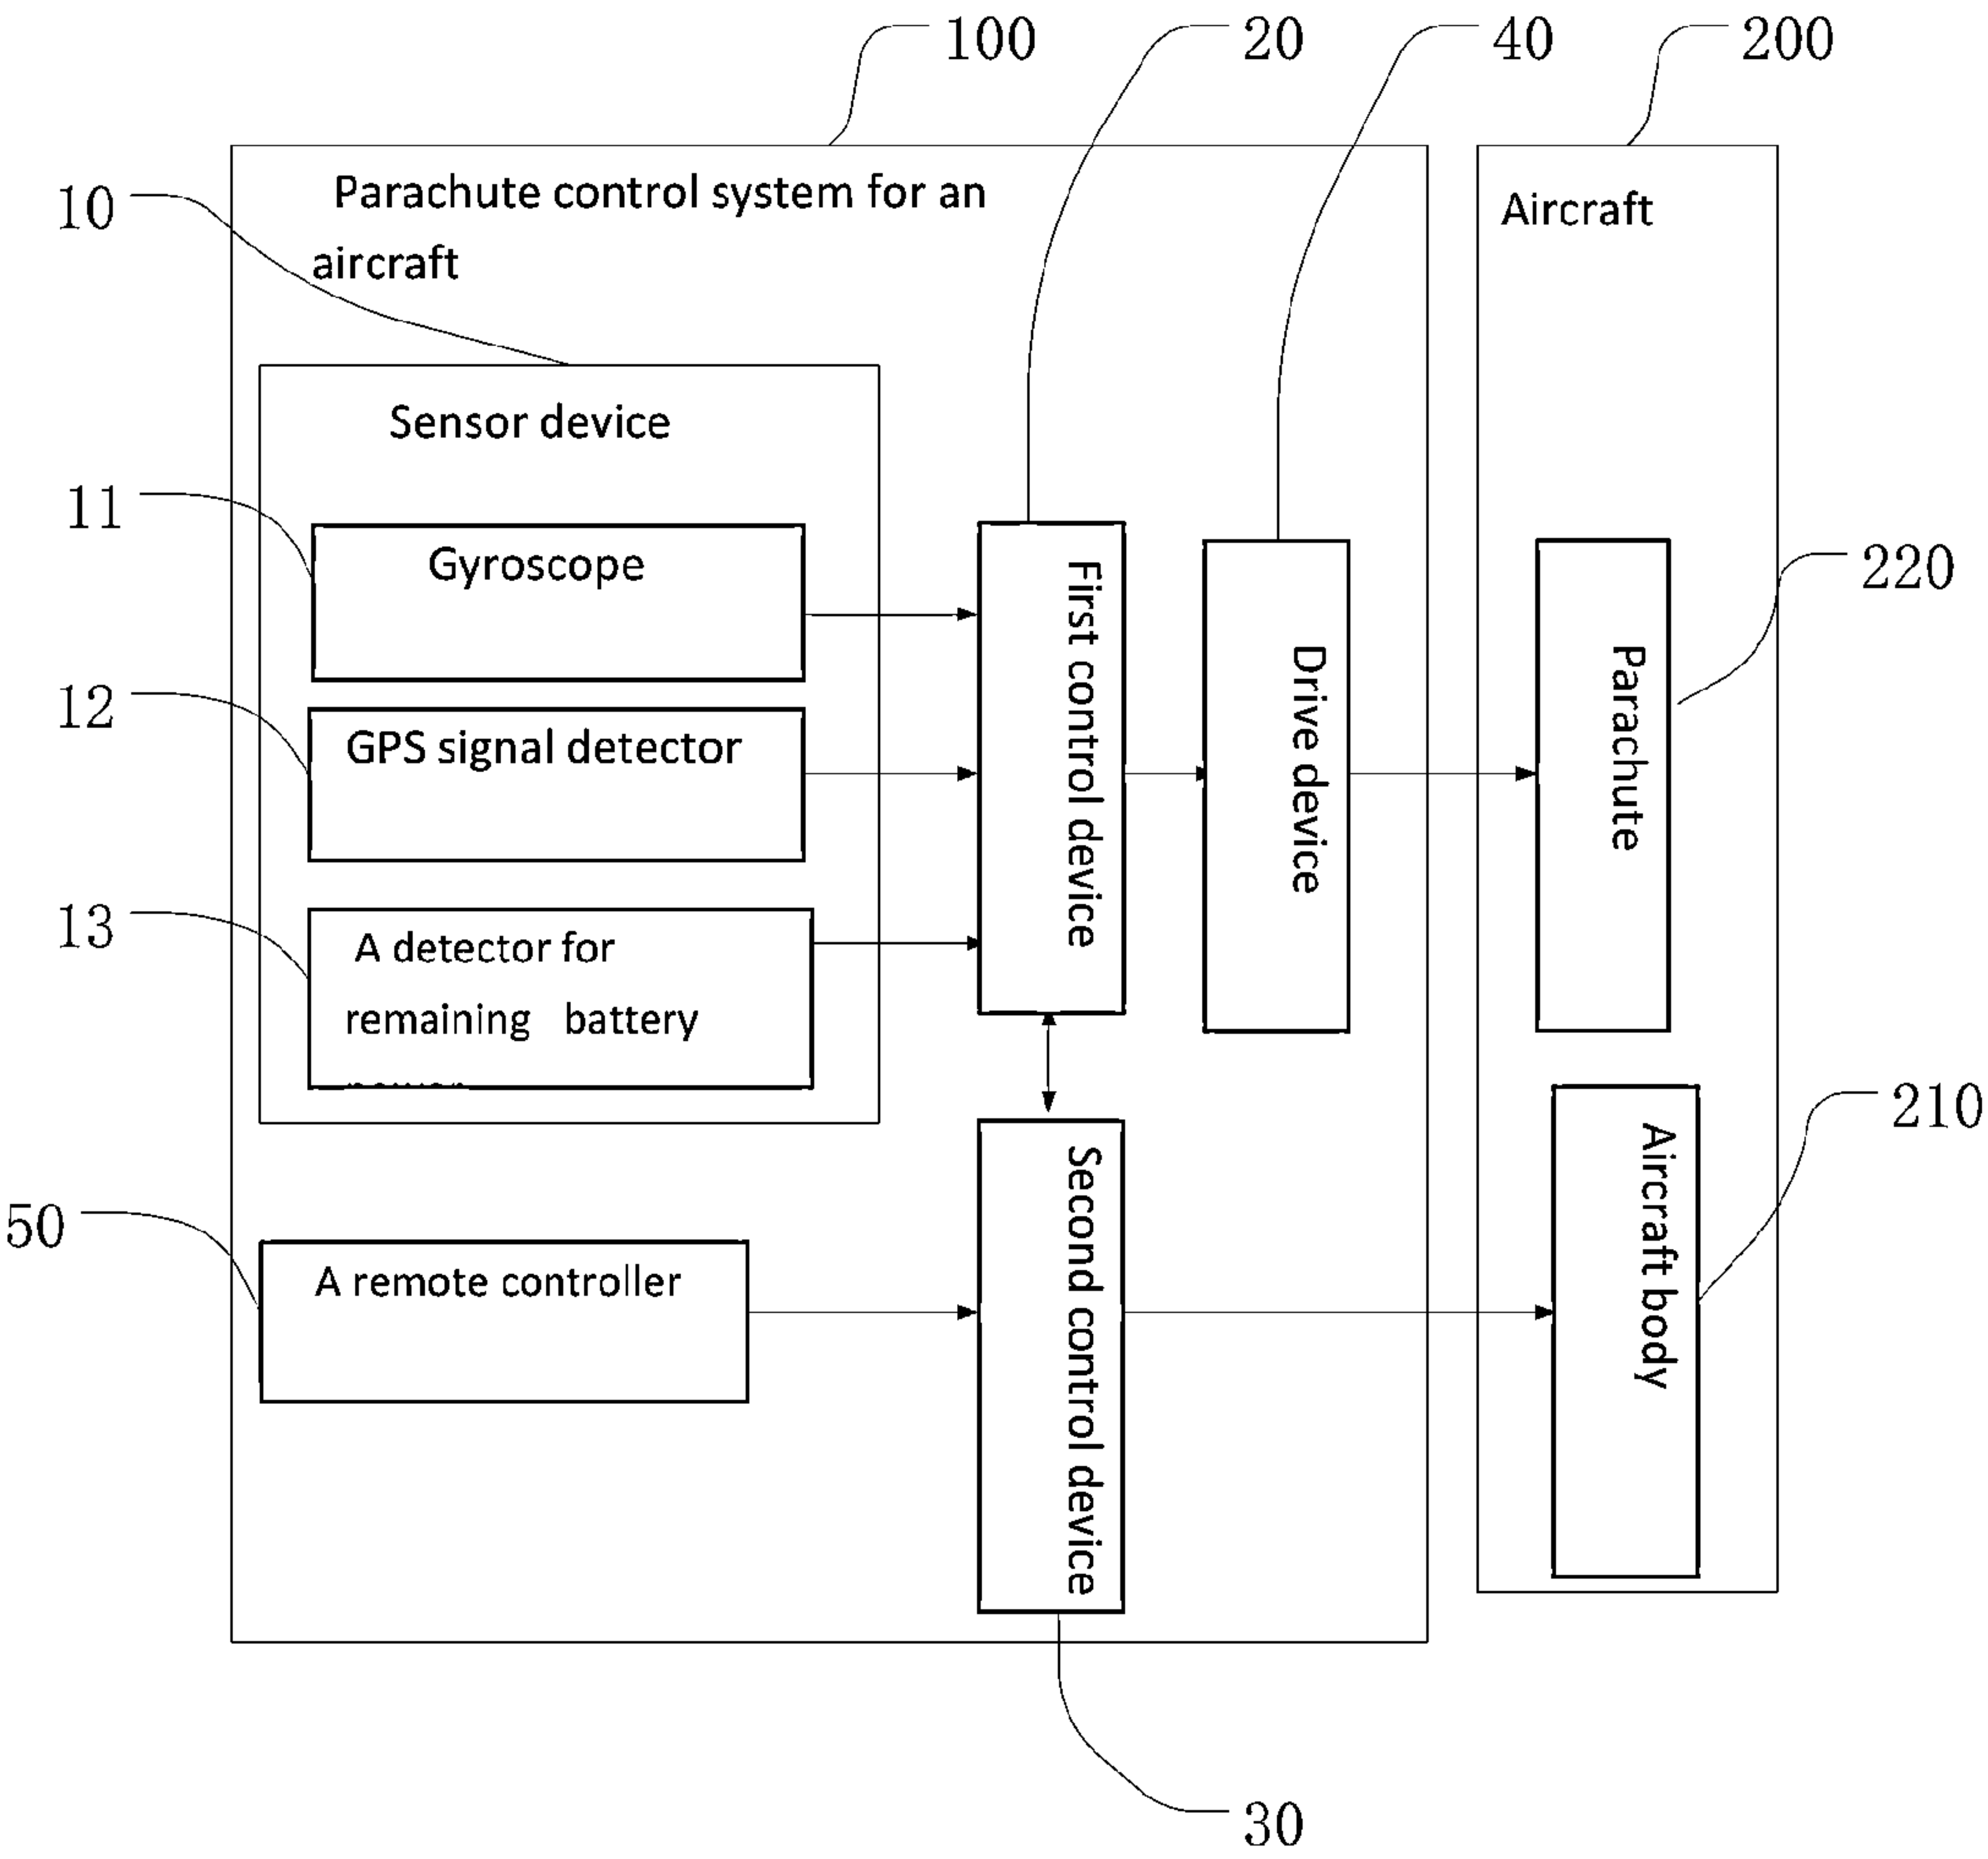 100
20
40
200
Parachute control system for an
aircraft
Aircraft
10
Sensor device
11
Gyroscope
First control device
Drive device
Parachute
220
12
GPS signal detector
13
A detector for
remaining battery
210
Second control device
Aircraft body
50
A remote controller
30